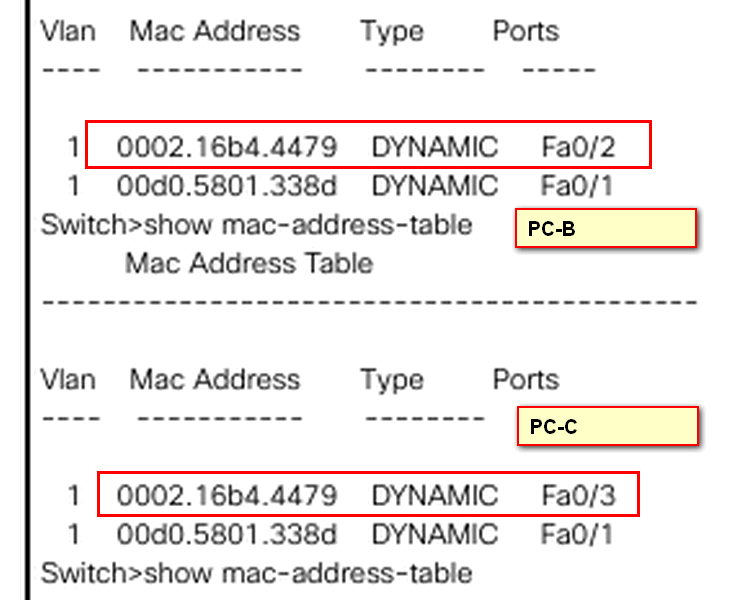 Vlan Mac Address Type Ports
---- ----------- -------- -----
1 0002.16b4.4479 DYNAMIC Fa0/2
1 00d0.5801.338d DYNAMIC Fa0/1
Switch>show mac-address-table
PC-B
Mac Address Table
-------------------------------------------
Vlan Mac Address Type Ports
---- ----------- --------
PC-C
1 0002.16b4.4479 DYNAMIC Fa0/3
1 00d0.5801.338d DYNAMIC Fa0/1
Switch>show mac-address-table